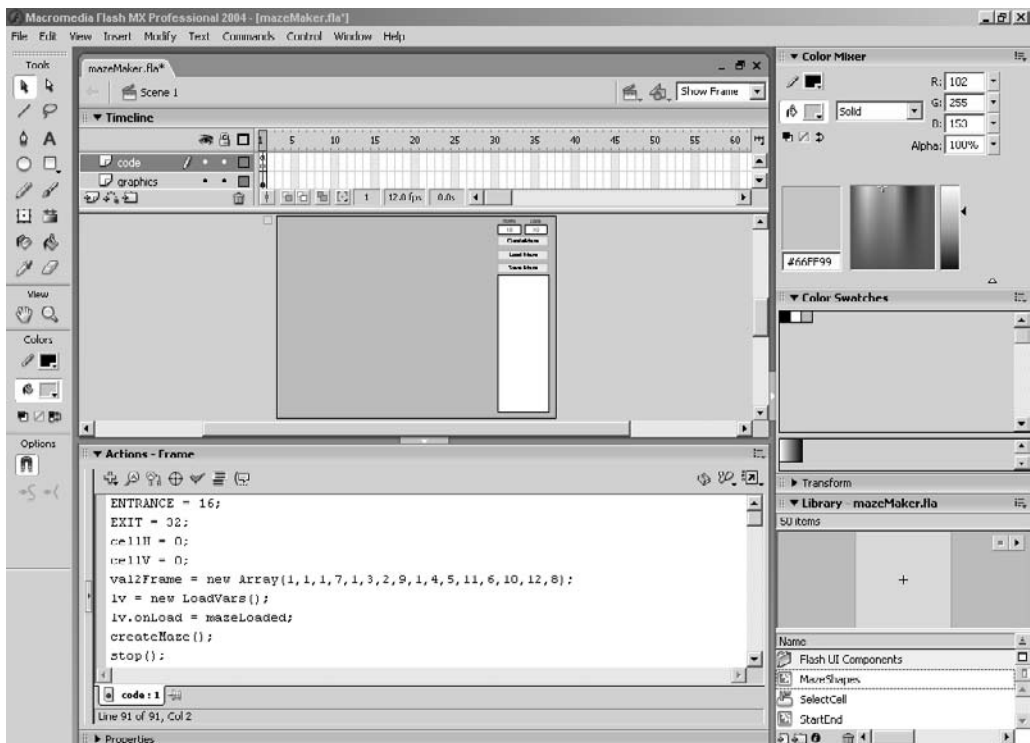 Macromedia Flash MX Professional 2004 - [mazeMaker.fla*]
File Edit View Insert Modify Text Commands Control Window Help
Tools
View
Colors
Options
mazeMaker.fla*
Scene 1
Show Frame
Timeline
5 10 15 20 25 30 35 40 45 50 55 60
code
graphics
1 12.0 fps 0.0s
Create Maze
Load Maze
Save Maze
Actions - Frame
ENTRANCE = 16;
EXIT = 32;
cellH = 0;
cellV = 0;
val2Frame = new Array(1,1,1,7,1,3,2,9,1,4,5,11,6,10,12,8);
lv = new LoadVars();
lv.onLoad = mazeLoaded;
createMaze();
stop();
code : 1
Line 91 of 91, Col 2
Properties
Color Mixer
R: 102
Solid
G: 255
B: 153
Alpha: 100%
#66FF99
Color Swatches
Transform
Library - mazeMaker.fla
50 items
Name
Flash UI Components
MazeShapes
SelectCell
StartEnd